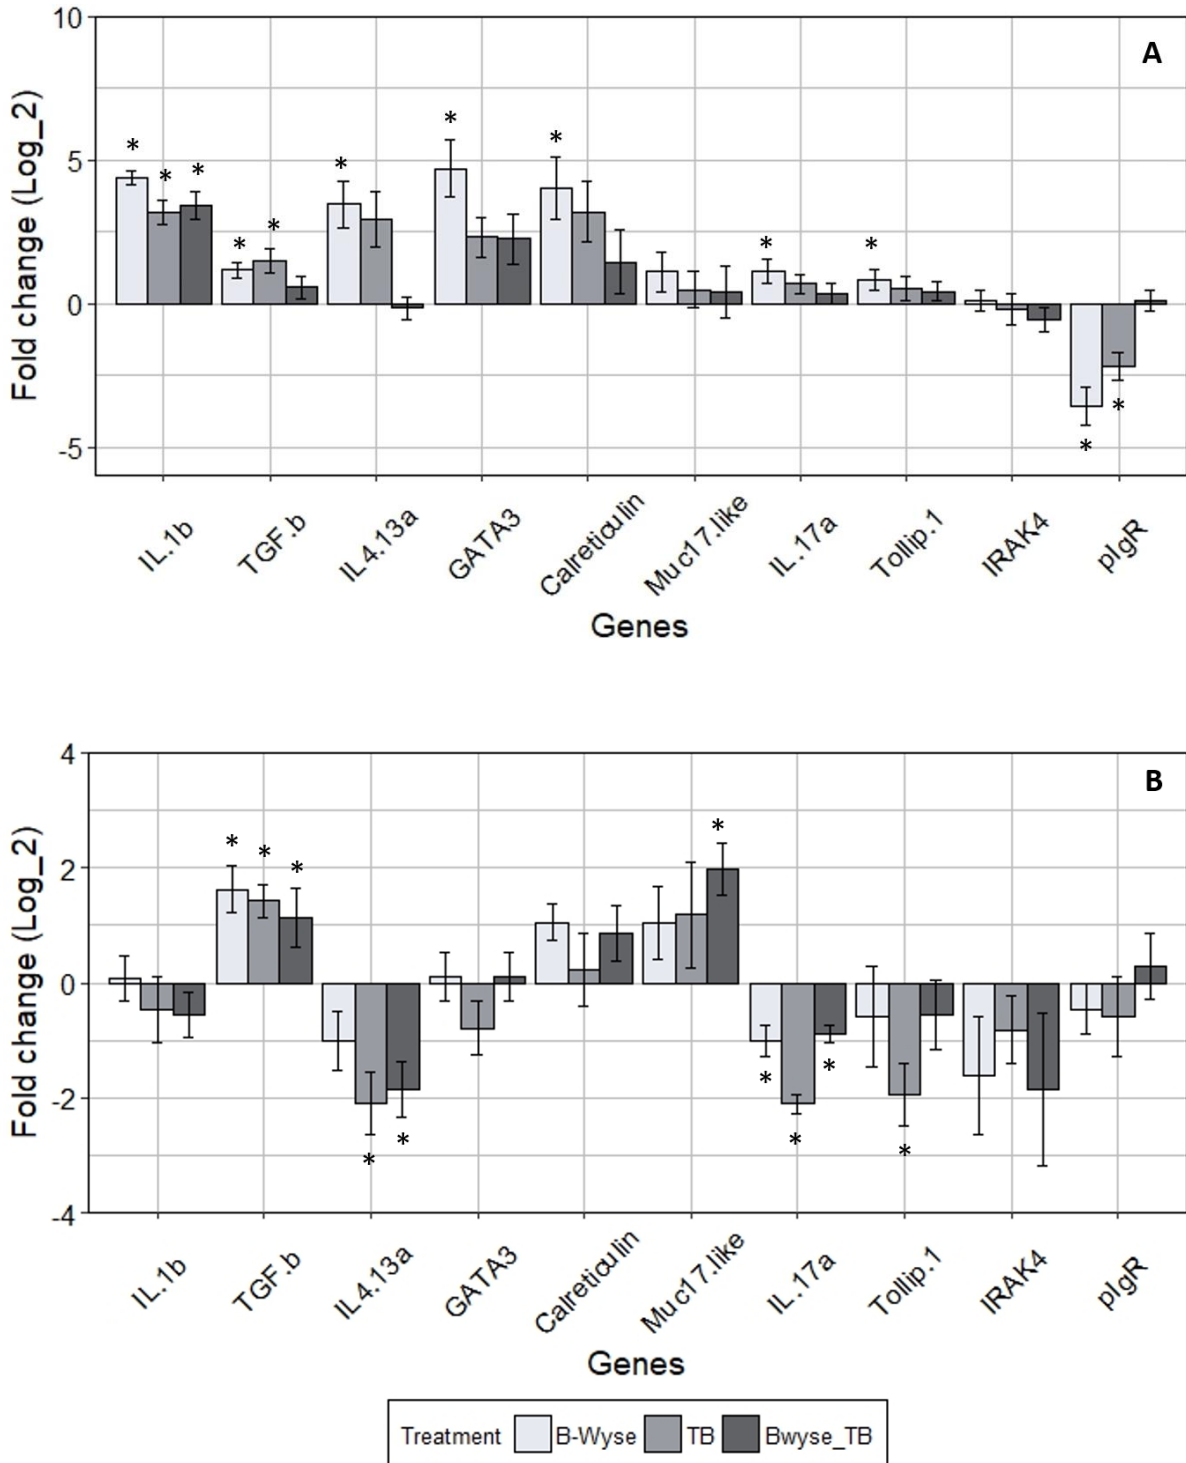 A
10
5
0
-5
Fold change (Log_2)
* * * * * * * * * * * *
IL.1b TGF.b IL4.13a GATA3 Calreticulin Muc17.like IL.17a Tollip.1 IRAK4 pIgR
Genes
B
4
2
0
-2
-4
Fold change (Log_2)
* * * * * * * * * *
IL.1b TGF.b IL4.13a GATA3 Calreticulin Muc17.like IL.17a Tollip.1 IRAK4 pIgR
Genes
Treatment B-Wyse TB Bwyse_TB